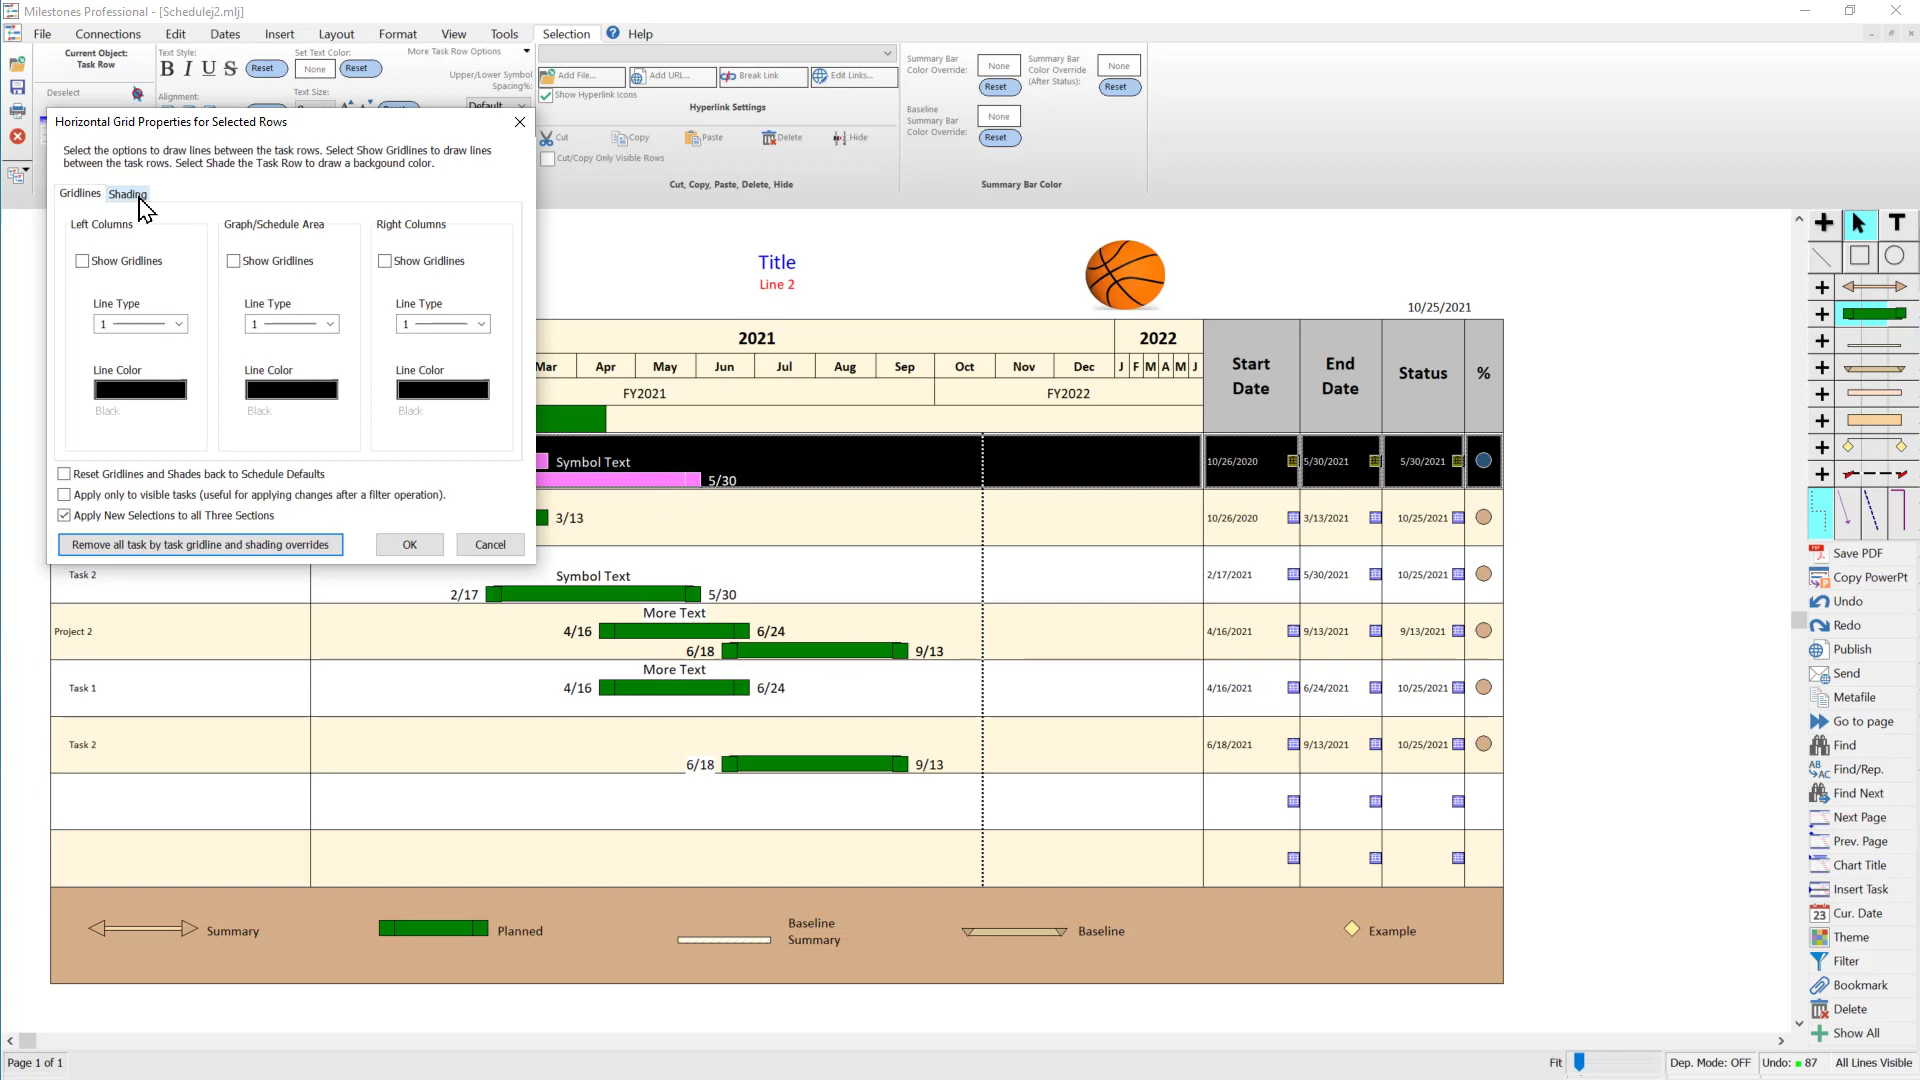 Milestones Professional - [Schedulej2.mlj]
File Connections Edit Dates Insert Layout Format View Tools Selection Help
Current Object:
Task Row
Deselect
Text Style:
B I U S Reset
Set Text Color:
None Reset
More Task Row Options
Upper/Lower Symbol
Spacing%:
Default
Alignment:
Text Size:
Add File... Add URL... Break Link Edit Links...
Show Hyperlink Icons
Hyperlink Settings
Cut Copy Paste Delete Hide
Cut/Copy Only Visible Rows
Cut, Copy, Paste, Delete, Hide
Summary Bar
Color Override:
None
Reset
Summary Bar
Color Override
(After Status):
None
Reset
Baseline
Summary Bar
Color Override:
None
Reset
Summary Bar Color
Horizontal Grid Properties for Selected Rows
Select the options to draw lines between the task rows. Select Show Gridlines to draw lines
between the task rows. Select Shade the Task Row to draw a backgound color.
Gridlines Shading
Left Columns Graph/Schedule Area Right Columns
Show Gridlines Show Gridlines Show Gridlines
Line Type Line Type Line Type
1 1 1
Line Color Line Color Line Color
Black Black Black
Reset Gridlines and Shades back to Schedule Defaults
Apply only to visible tasks (useful for applying changes after a filter operation).
Apply New Selections to all Three Sections
Remove all task by task gridline and shading overrides OK Cancel
Title
Line 2
10/25/2021
2021 2022
Mar Apr May Jun Jul Aug Sep Oct Nov Dec J F M A M J
FY2021 FY2022
Start
Date
End
Date
Status
%
Symbol Text
5/30
10/26/2020 5/30/2021 5/30/2021
3/13
10/26/2020 3/13/2021 10/25/2021
Task 2
Symbol Text
2/17 5/30
2/17/2021 5/30/2021 10/25/2021
Project 2
More Text
4/16 6/24
6/18 9/13
4/16/2021 9/13/2021 9/13/2021
Task 1
More Text
4/16 6/24
4/16/2021 6/24/2021 10/25/2021
Task 2
6/18 9/13
6/18/2021 9/13/2021 10/25/2021
Summary
Planned
Baseline
Summary
Baseline
Example
T
Save PDF
Copy PowerPt
Undo
Redo
Publish
Send
Metafile
Go to page
Find
Find/Rep.
Find Next
Next Page
Prev. Page
Chart Title
Insert Task
23 Cur. Date
Theme
Filter
Bookmark
Delete
Show All
Page 1 of 1
Fit
Dep. Mode: OFF
Undo: 87
All Lines Visible